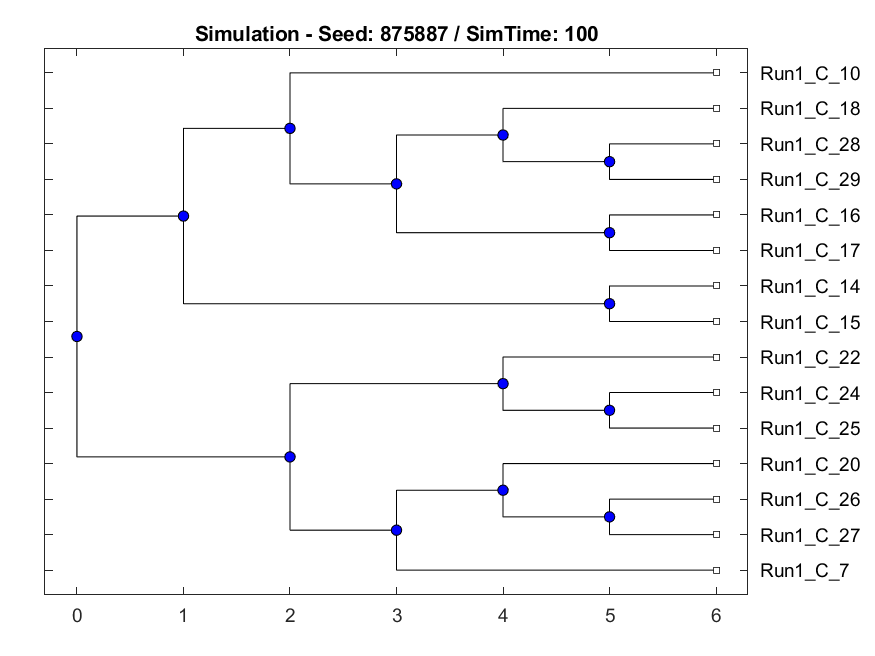 Simulation - Seed: 875887 / SimTime: 100
Run1_C_10
Run1_C_18
Run1_C_28
Run1_C_29
Run1_C_16
Run1_C_17
Run1_C_14
Run1_C_15
Run1_C_22
Run1_C_24
Run1_C_25
Run1_C_20
Run1_C_26
Run1_C_27
Run1_C_7
0 1 2 3 4 5 6